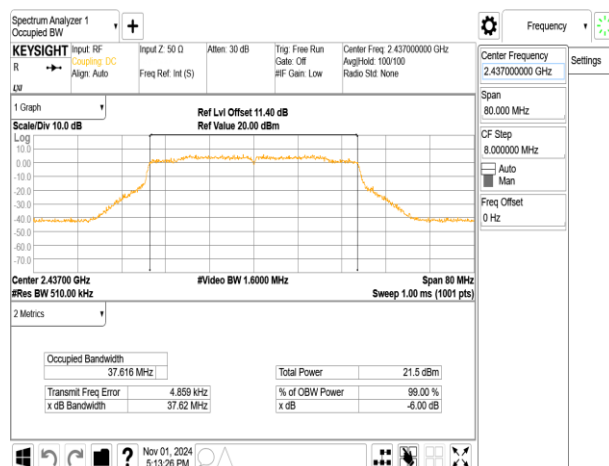 Spectrum Analyzer 1
Occupied BW
Frequency
KEYSIGHT
R
LXI
Input: RF
Coupling: DC
Align: Auto
Input Z: 50 Ω
Freq Ref: Int (S)
Atten: 30 dB
Trig: Free Run
Gate: Off
#IF Gain: Low
Center Freq: 2.437000000 GHz
Avg|Hold: 100/100
Radio Std: None
Center Frequency
2.437000000 GHz
Settings
Span
80.000 MHz
CF Step
8.000000 MHz
Auto
Man
Freq Offset
0 Hz
1 Graph
Scale/Div 10.0 dB
Ref Lvl Offset 11.40 dB
Ref Value 20.00 dBm
Log
10.0
0.00
-10.0
-20.0
-30.0
-40.0
-50.0
-60.0
-70.0
Center 2.43700 GHz
#Res BW 510.00 kHz
#Video BW 1.6000 MHz
Span 80 MHz
Sweep 1.00 ms (1001 pts)
2 Metrics
Occupied Bandwidth
37.616 MHz
Transmit Freq Error 4.859 kHz
x dB Bandwidth 37.62 MHz
Total Power 21.5 dBm
% of OBW Power 99.00 %
x dB -6.00 dB
?
Nov 01, 2024
5:13:26 PM